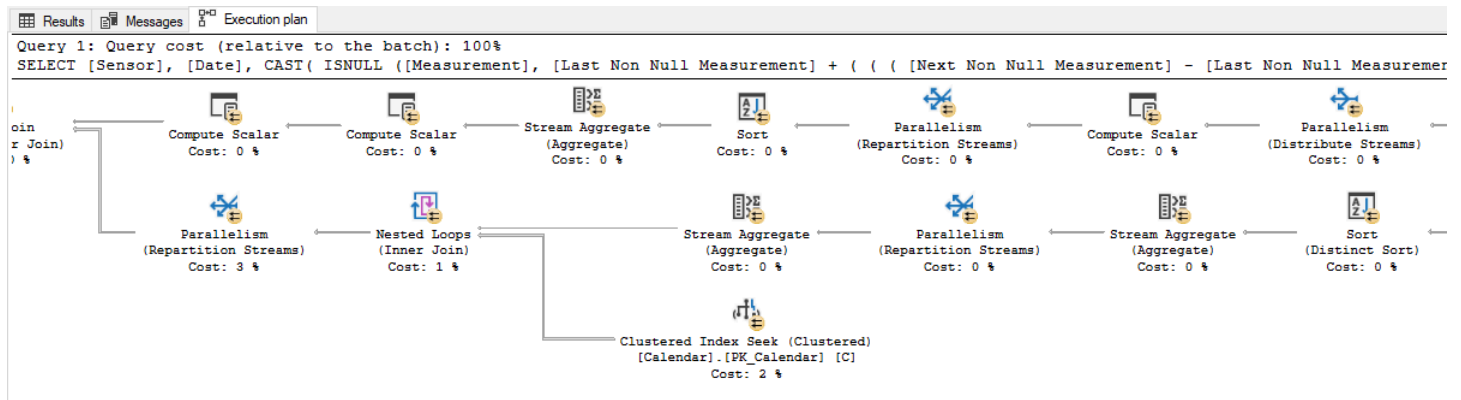 Results Messages Execution plan
Query 1: Query cost (relative to the batch): 100%
SELECT [Sensor], [Date], CAST( ISNULL ([Measurement], [Last Non Null Measurement] + ( ( ( [Next Non Null Measurement] - [Last Non Null Measuremen
oin
r Join)
) %
Compute Scalar
Cost: 0 %
Compute Scalar
Cost: 0 %
Stream Aggregate
(Aggregate)
Cost: 0 %
Sort
Cost: 0 %
Parallelism
(Repartition Streams)
Cost: 0 %
Compute Scalar
Cost: 0 %
Parallelism
(Distribute Streams)
Cost: 0 %
Parallelism
(Repartition Streams)
Cost: 3 %
Nested Loops
(Inner Join)
Cost: 1 %
Stream Aggregate
(Aggregate)
Cost: 0 %
Parallelism
(Repartition Streams)
Cost: 0 %
Stream Aggregate
(Aggregate)
Cost: 0 %
Sort
(Distinct Sort)
Cost: 0 %
Clustered Index Seek (Clustered)
[Calendar].[PK_Calendar] [C]
Cost: 2 %